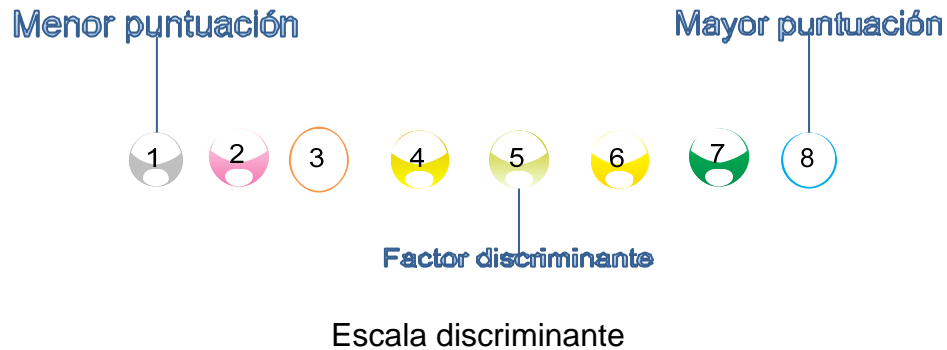 Menor puntuación
Mayor puntuación
1 2 3 4 5 6 7 8
Factor discriminante
Escala discriminante